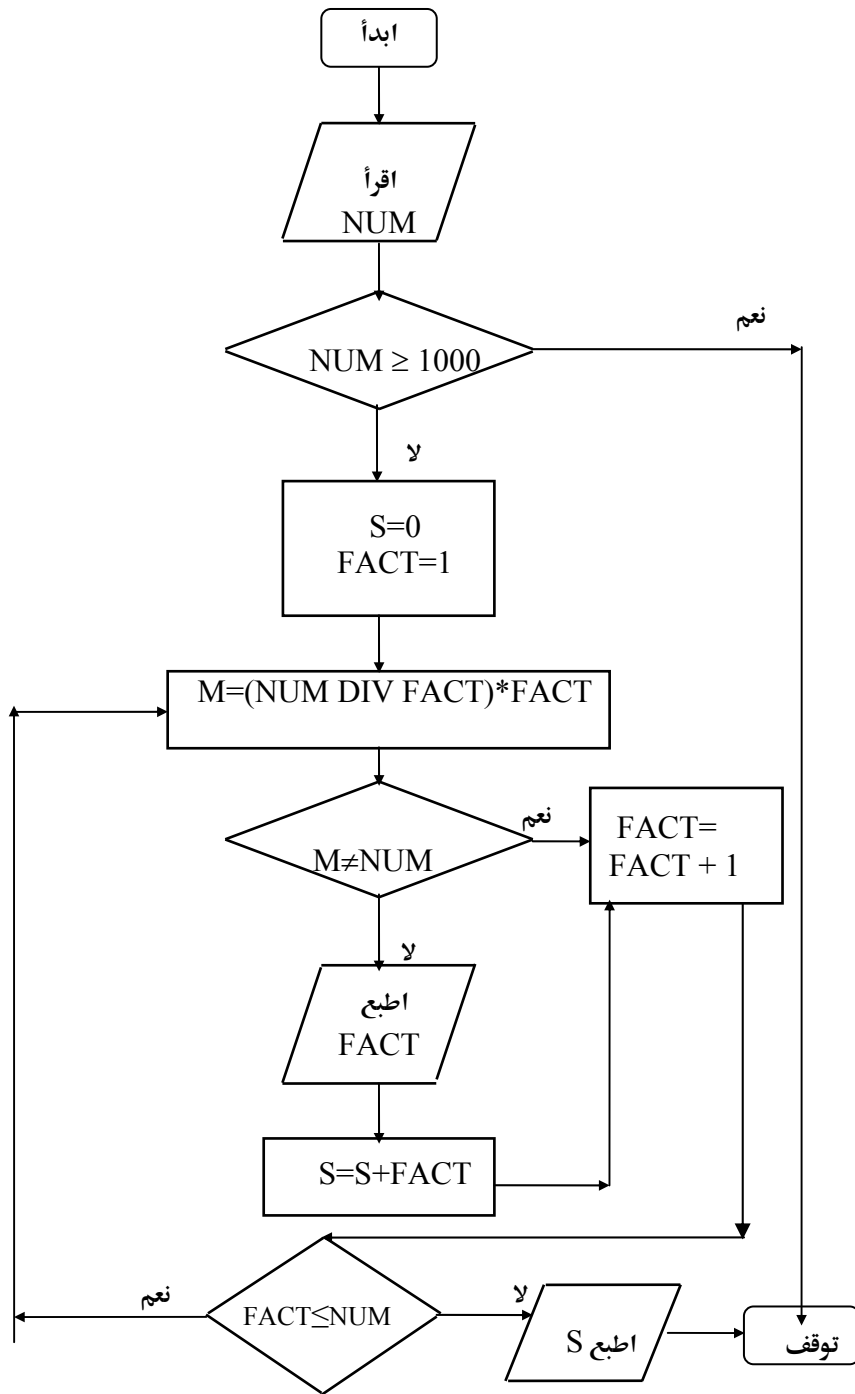 ابدأ
اقرأ
NUM
نعم
NUM ≥ 1000
لا
S=0
FACT=1
M=(NUM DIV FACT)*FACT
نعم
M≠NUM
FACT=
FACT + 1
لا
اطبع
FACT
S=S+FACT
نعم
FACT≤NUM
لا
اطبع S
توقف